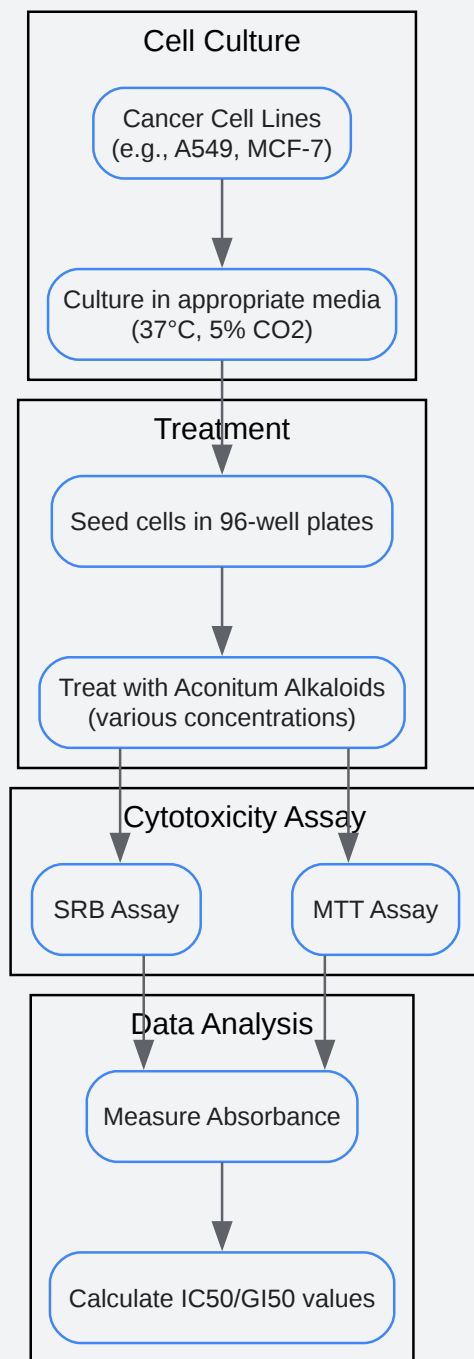 Cell Culture
Cancer Cell Lines
(e.g., A549, MCF-7)
Culture in appropriate media
(37°C, 5% CO2)
Treatment
Seed cells in 96-well plates
Treat with Aconitum Alkaloids
(various concentrations)
Cytotoxicity Assay
SRB Assay
MTT Assay
Data Analysis
Measure Absorbance
Calculate IC50/GI50 values